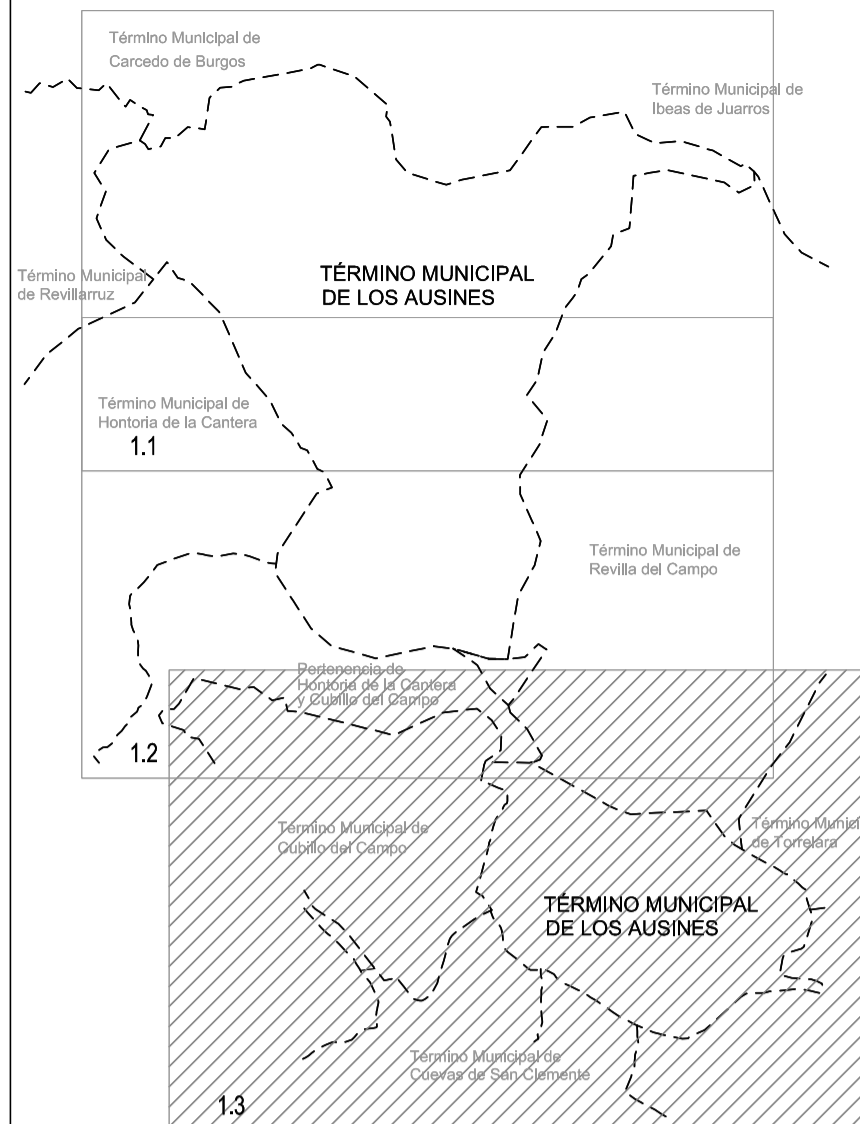 Término Municipal de
Carcedo de Burgos
Término Municipal de
Ibeas de Juarros
Término Municipal
de Revillarruz
TÉRMINO MUNICIPAL
DE LOS AUSINES
Término Municipal de
Hontoria de la Cantera
1.1
Término Municipal de
Revilla del Campo
Pertenencia de
Hontoria de la Cantera
y Cubillo del Campo
1.2
Término Municipal de
Cubillo del Campo
Término Munici
de Torrelara
TÉRMINO MUNICIPAL
DE LOS AUSINES
Término Municipal de
Cuevas de San Clemente
1.3